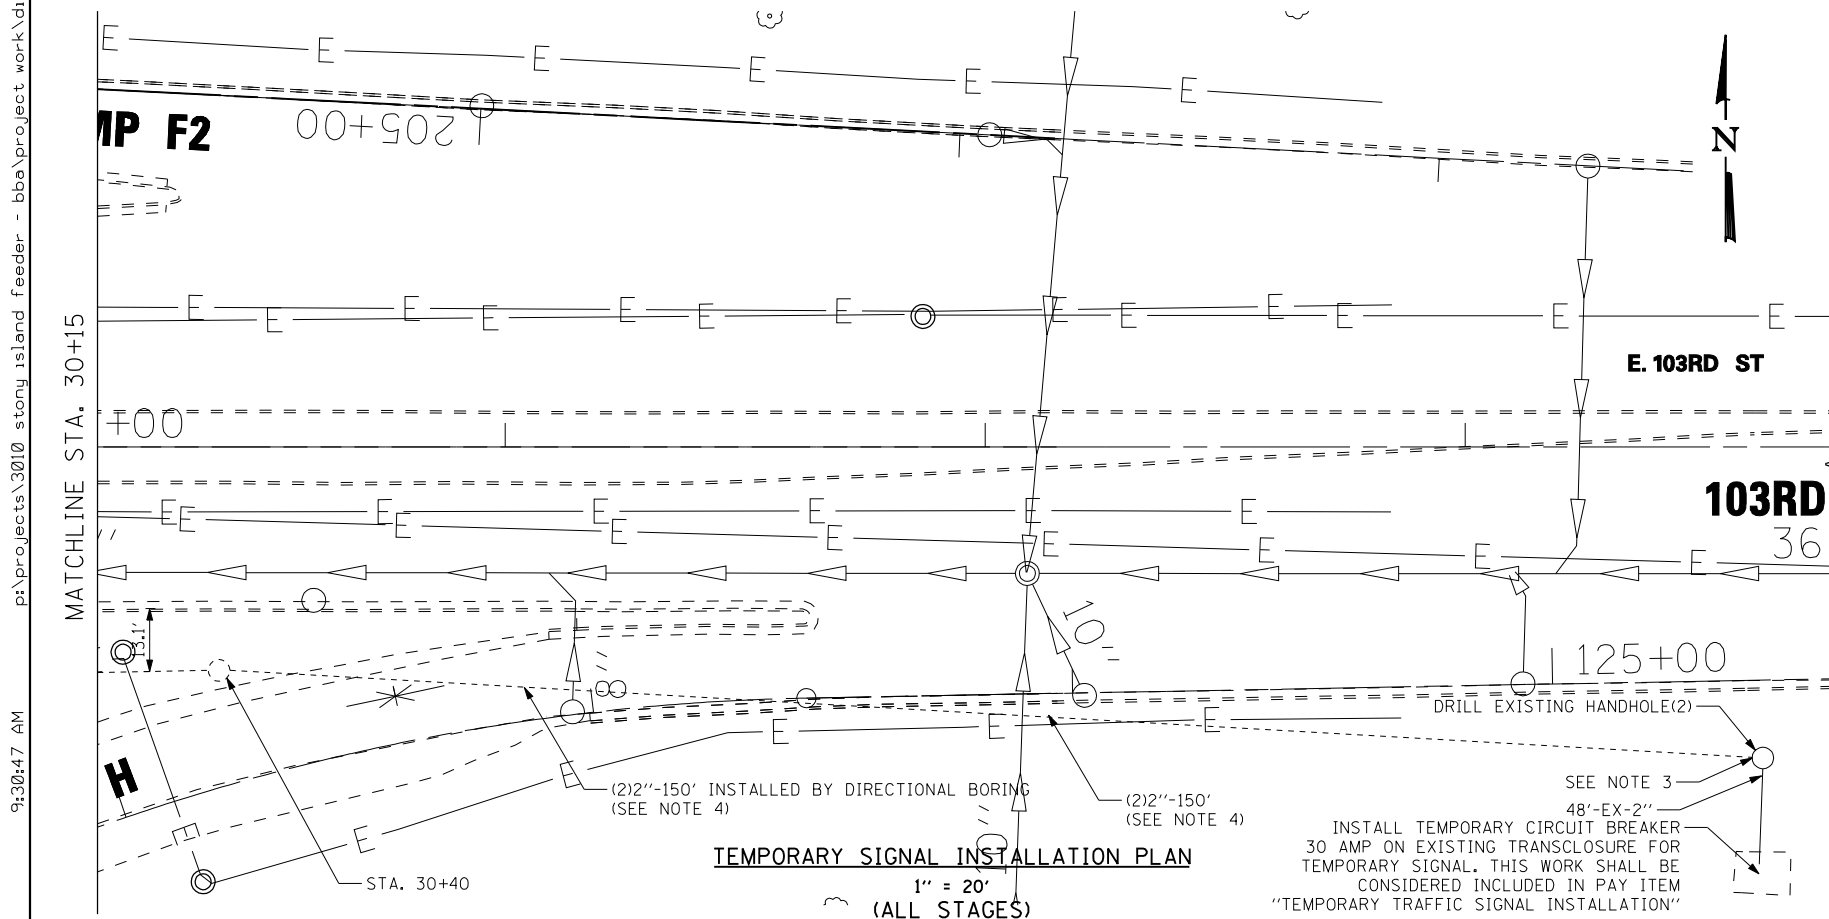 p:\projects\3010 stony island feeder - bba\project work\
9:30:47 AM
MATCHLINE STA. 30+15
E E E E E E
F2
205+00
N
E E E E E E
E E E E E E E E
E. 103RD ST
+00
103RD
36
E E E E E E
E E E E E E E E
13.1'
10''
8''
125+00
H
E E E E E
DRILL EXISTING HANDHOLE(2)
SEE NOTE 3
48'-EX-2''
(2)2''-150' INSTALLED BY DIRECTIONAL BORING
(SEE NOTE 4)
(2)2''-150'
(SEE NOTE 4)
INSTALL TEMPORARY CIRCUIT BREAKER
30 AMP ON EXISTING TRANSCLOSURE FOR
TEMPORARY SIGNAL. THIS WORK SHALL BE
CONSIDERED INCLUDED IN PAY ITEM
''TEMPORARY TRAFFIC SIGNAL INSTALLATION''
STA. 30+40
TEMPORARY SIGNAL INSTALLATION PLAN
1'' = 20'
(ALL STAGES)